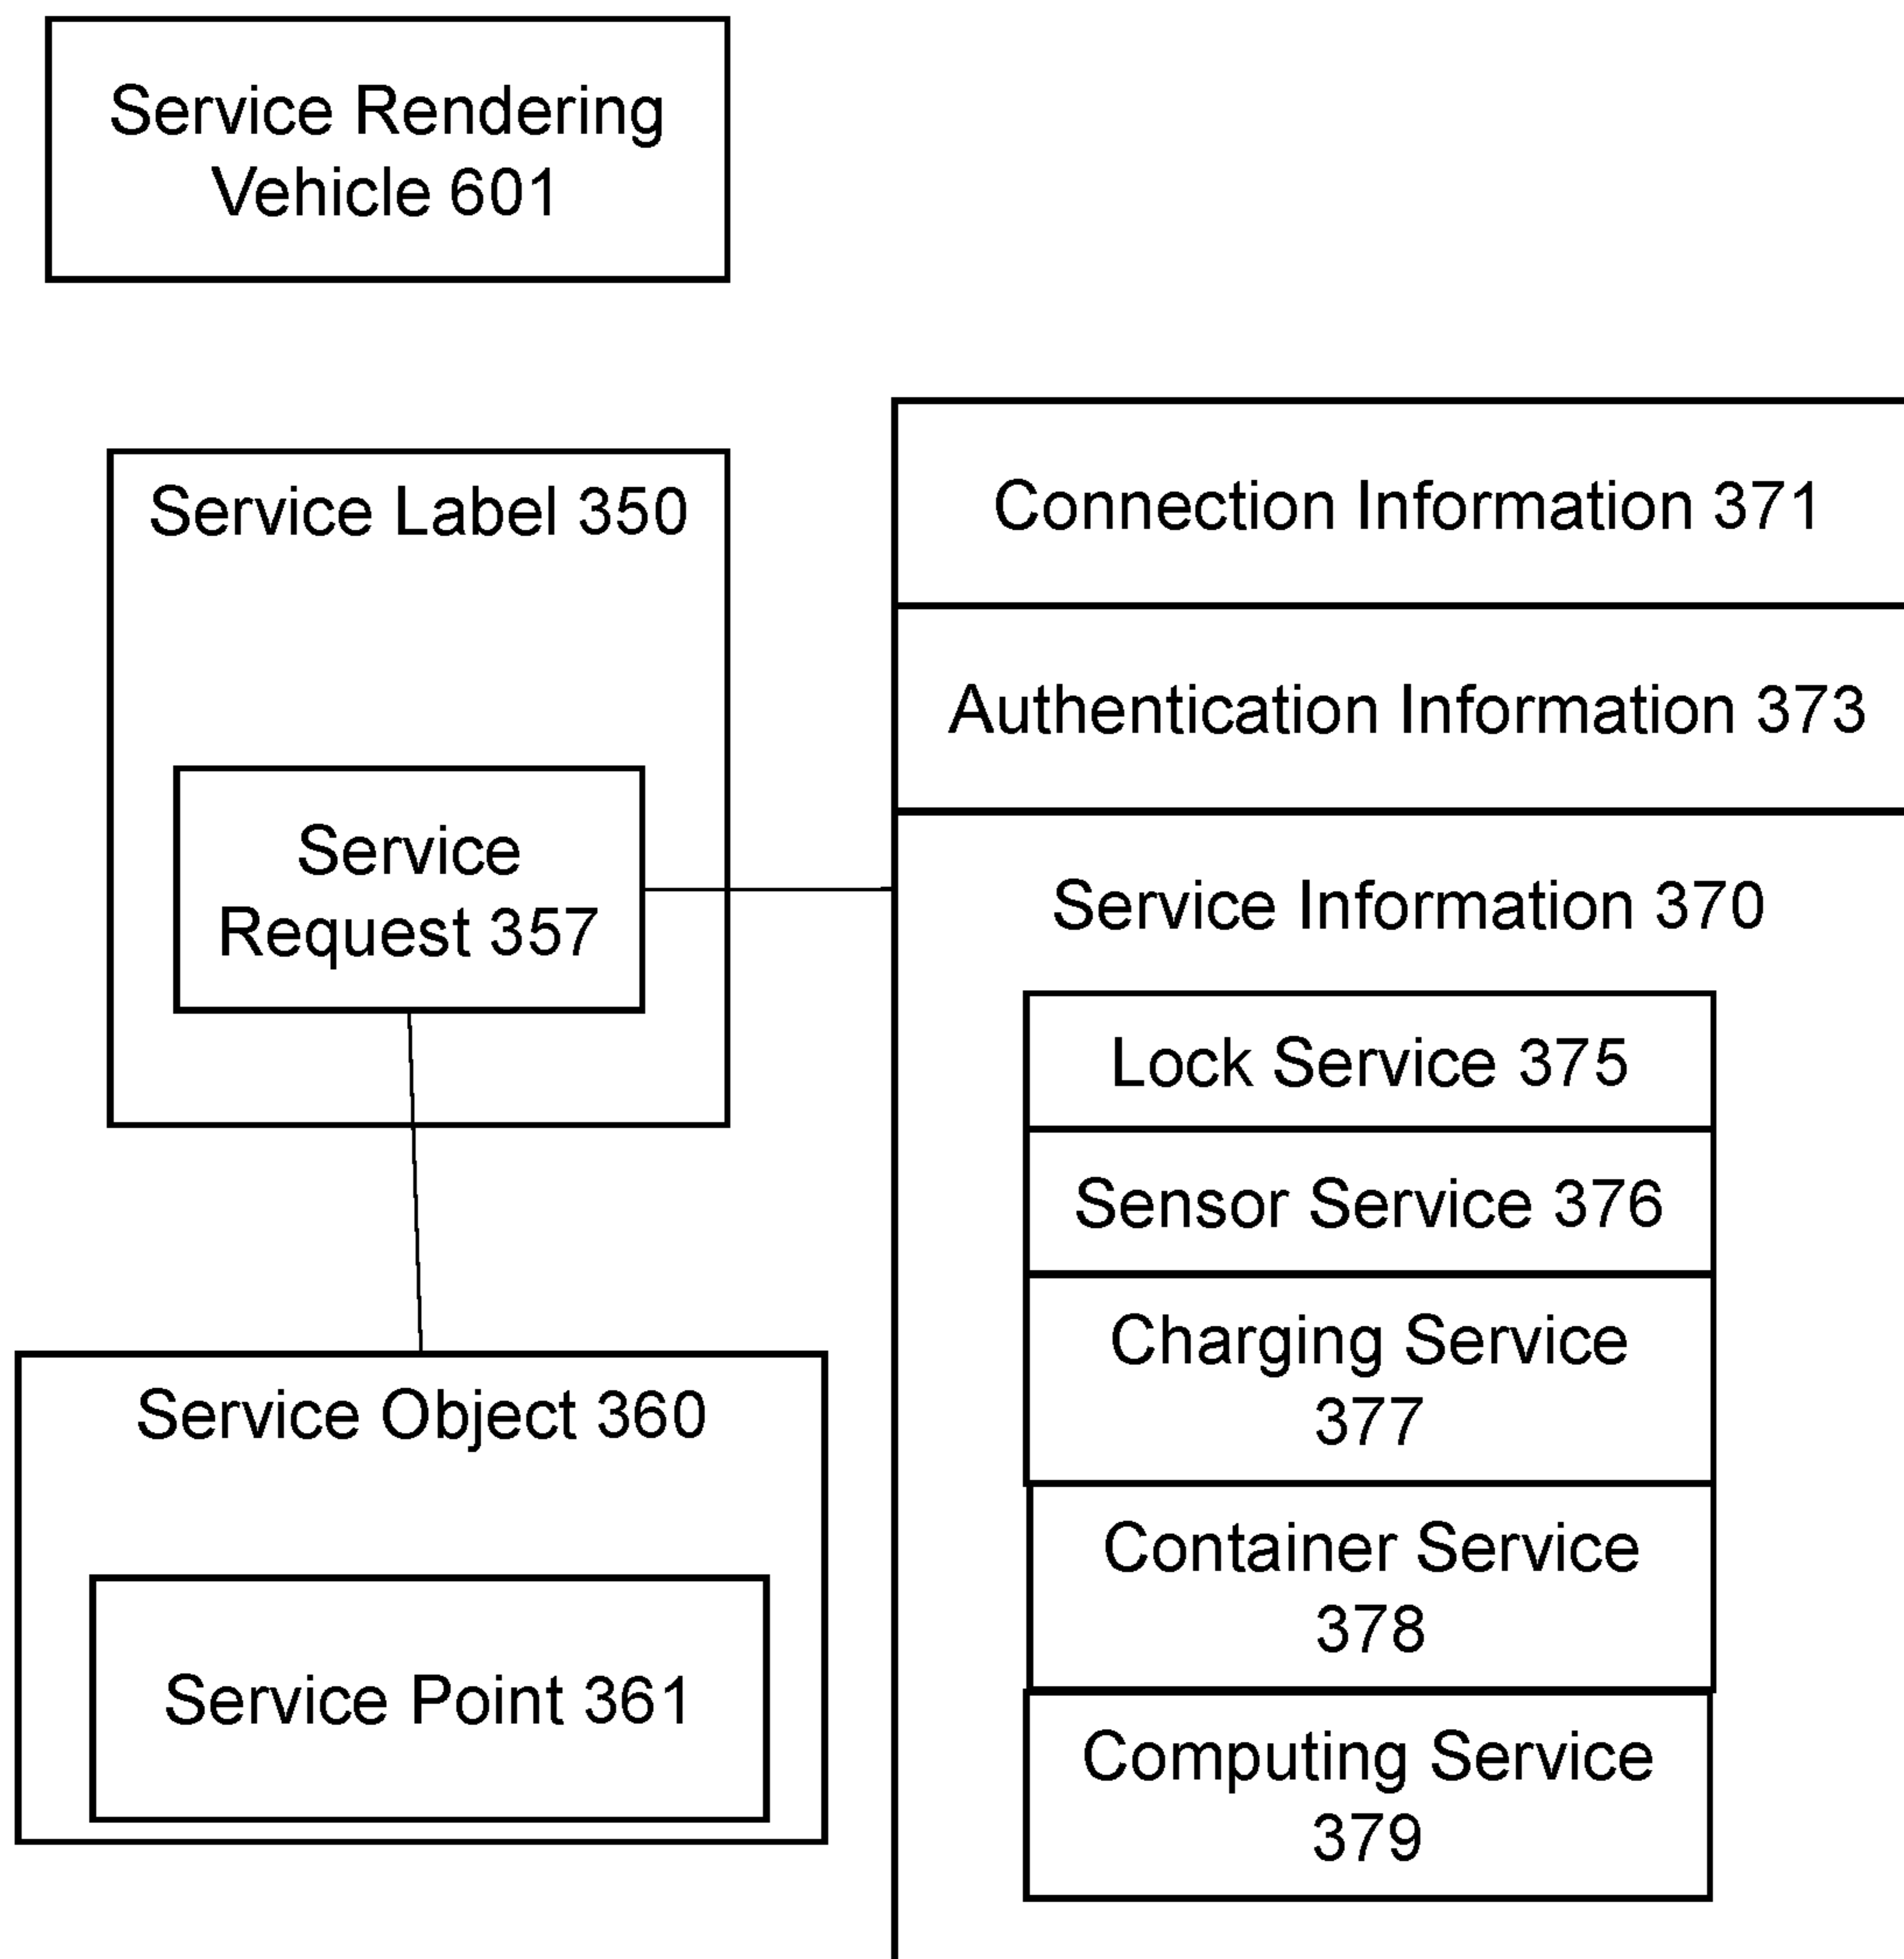 Service Rendering
Vehicle 601
Service Label 350
Service
Request 357
Service Object 360
Service Point 361
Connection Information 371
Authentication Information 373
Service Information 370
Lock Service 375
Sensor Service 376
Charging Service
377
Container Service
378
Computing Service
379